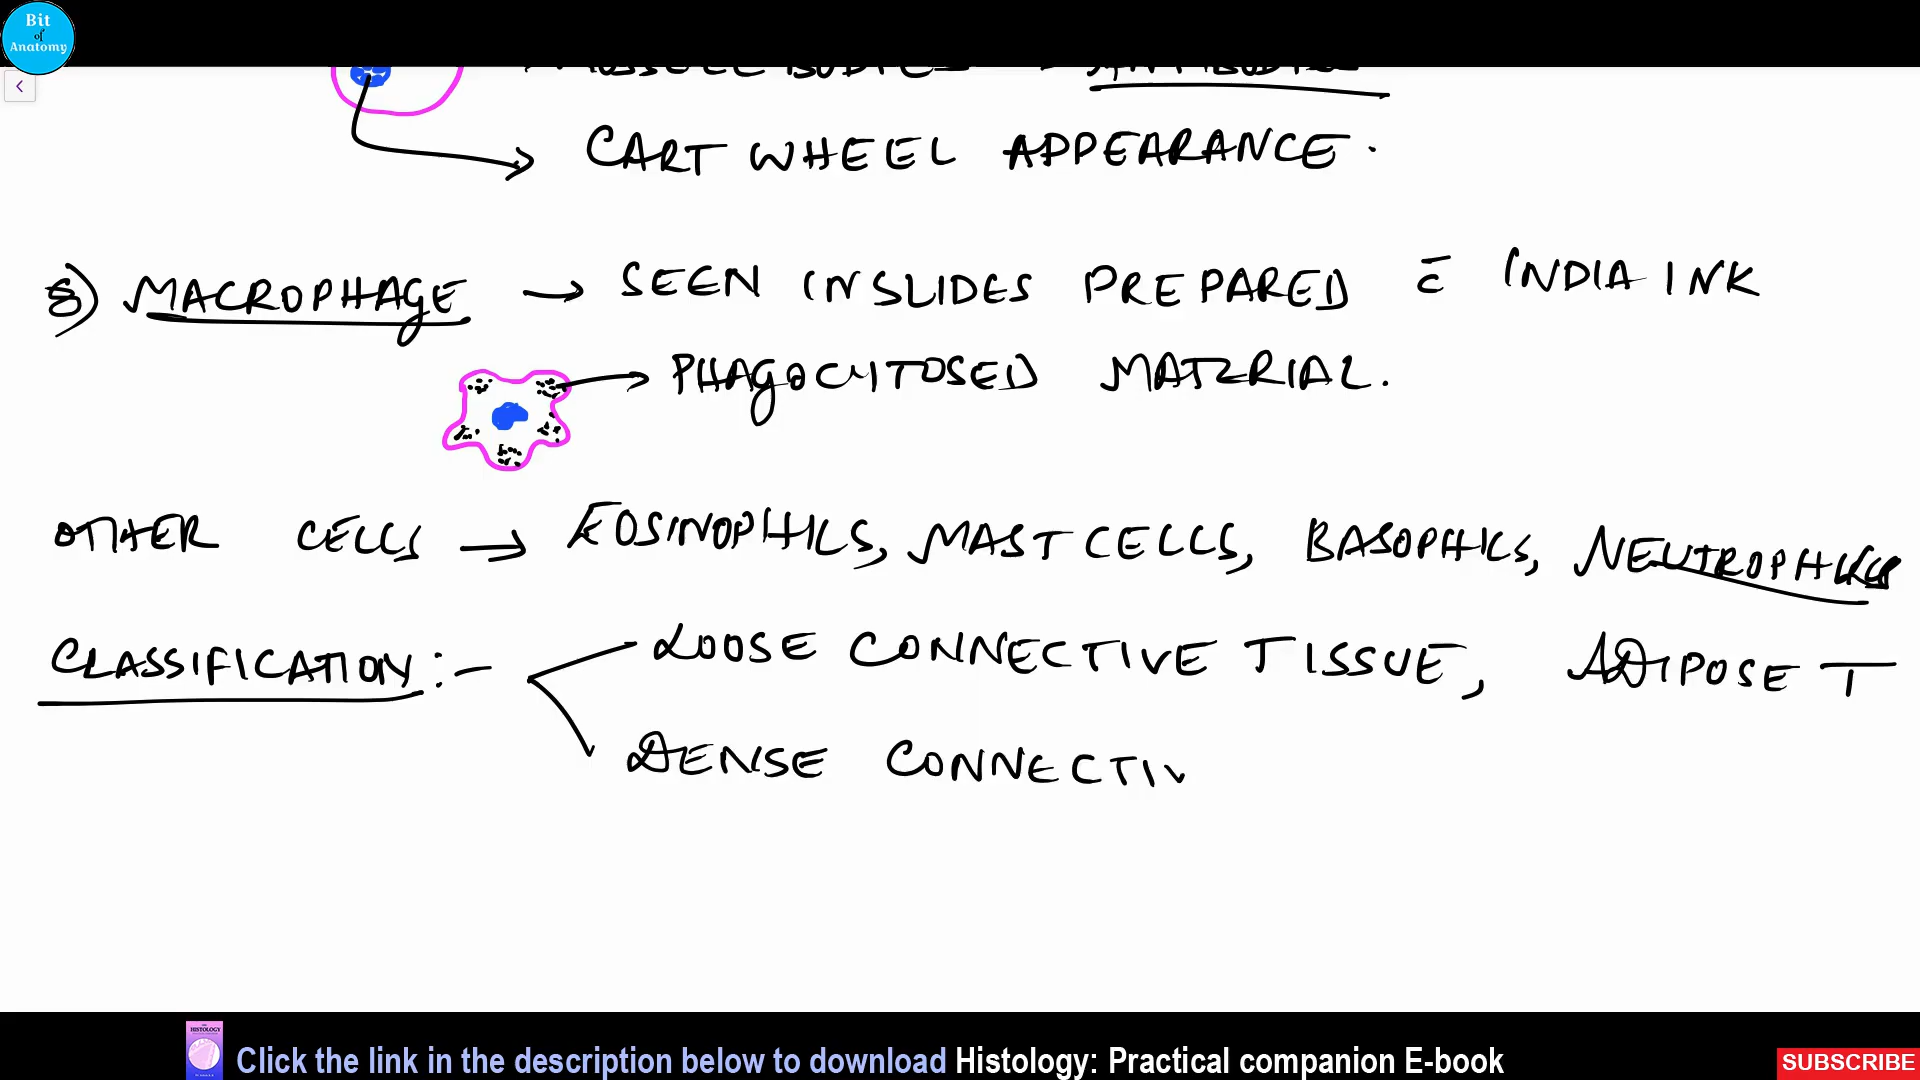 Bit
of
Anatomy
CART WHEEL APPEARANCE.
8) MACROPHAGE → SEEN IN SLIDES PREPARED c̄ INDIA INK
→ PHAGOCYTOSED MATERIAL.
OTHER CELLS → EOSINOPHILS, MAST CELLS, BASOPHILS, NEUTROPHILS
CLASSIFICATION :- LOOSE CONNECTIVE TISSUE, ADIPOSE T
DENSE CONNECTIV
HISTOLOGY
Click the link in the description below to download Histology: Practical companion E-book
SUBSCRIBE